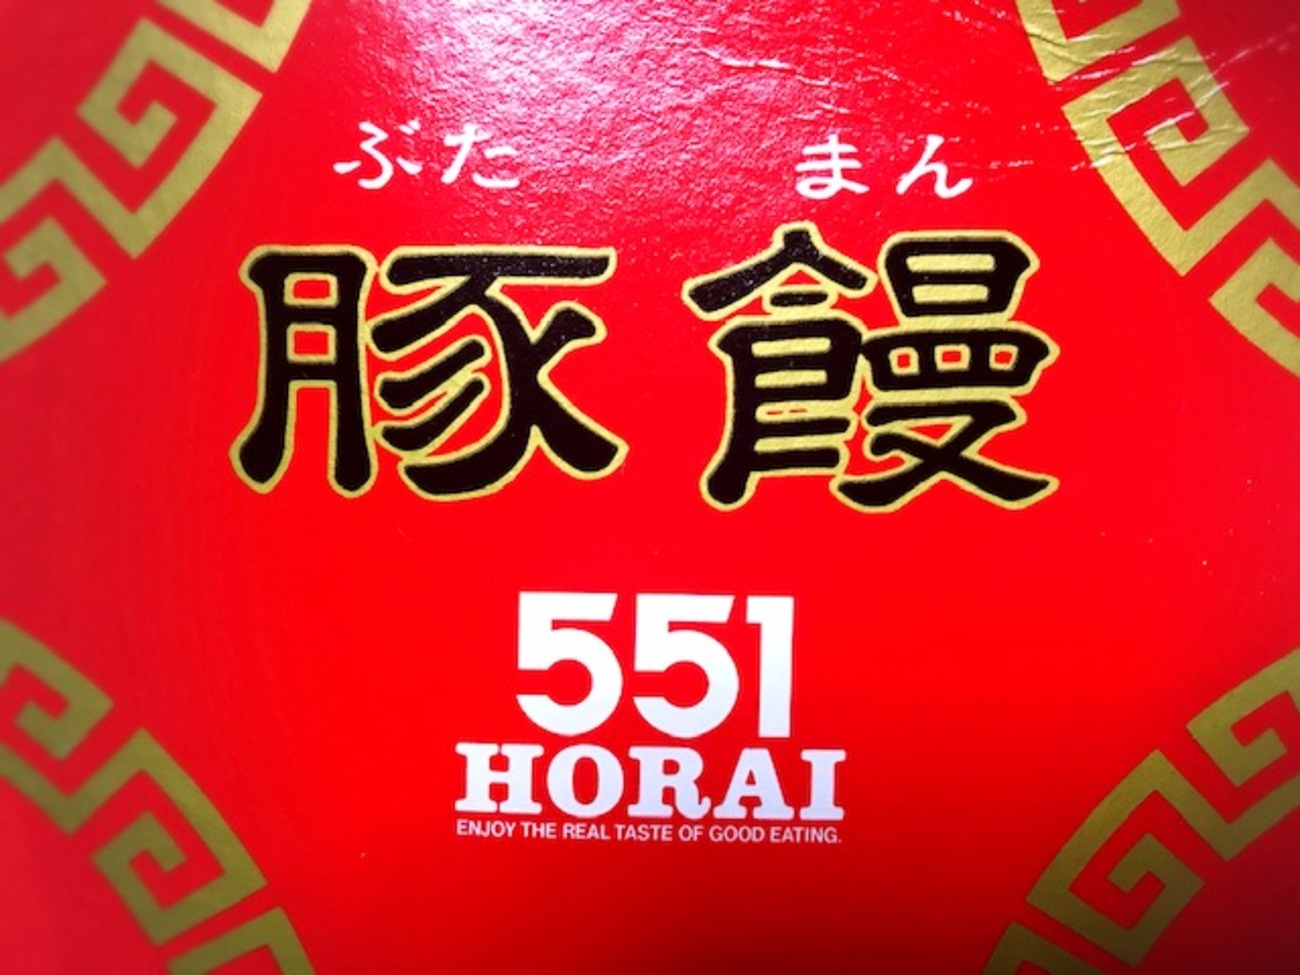 ぶた まん
豚饅
551
HORAI
ENJOY THE REAL TASTE OF GOOD EATING.